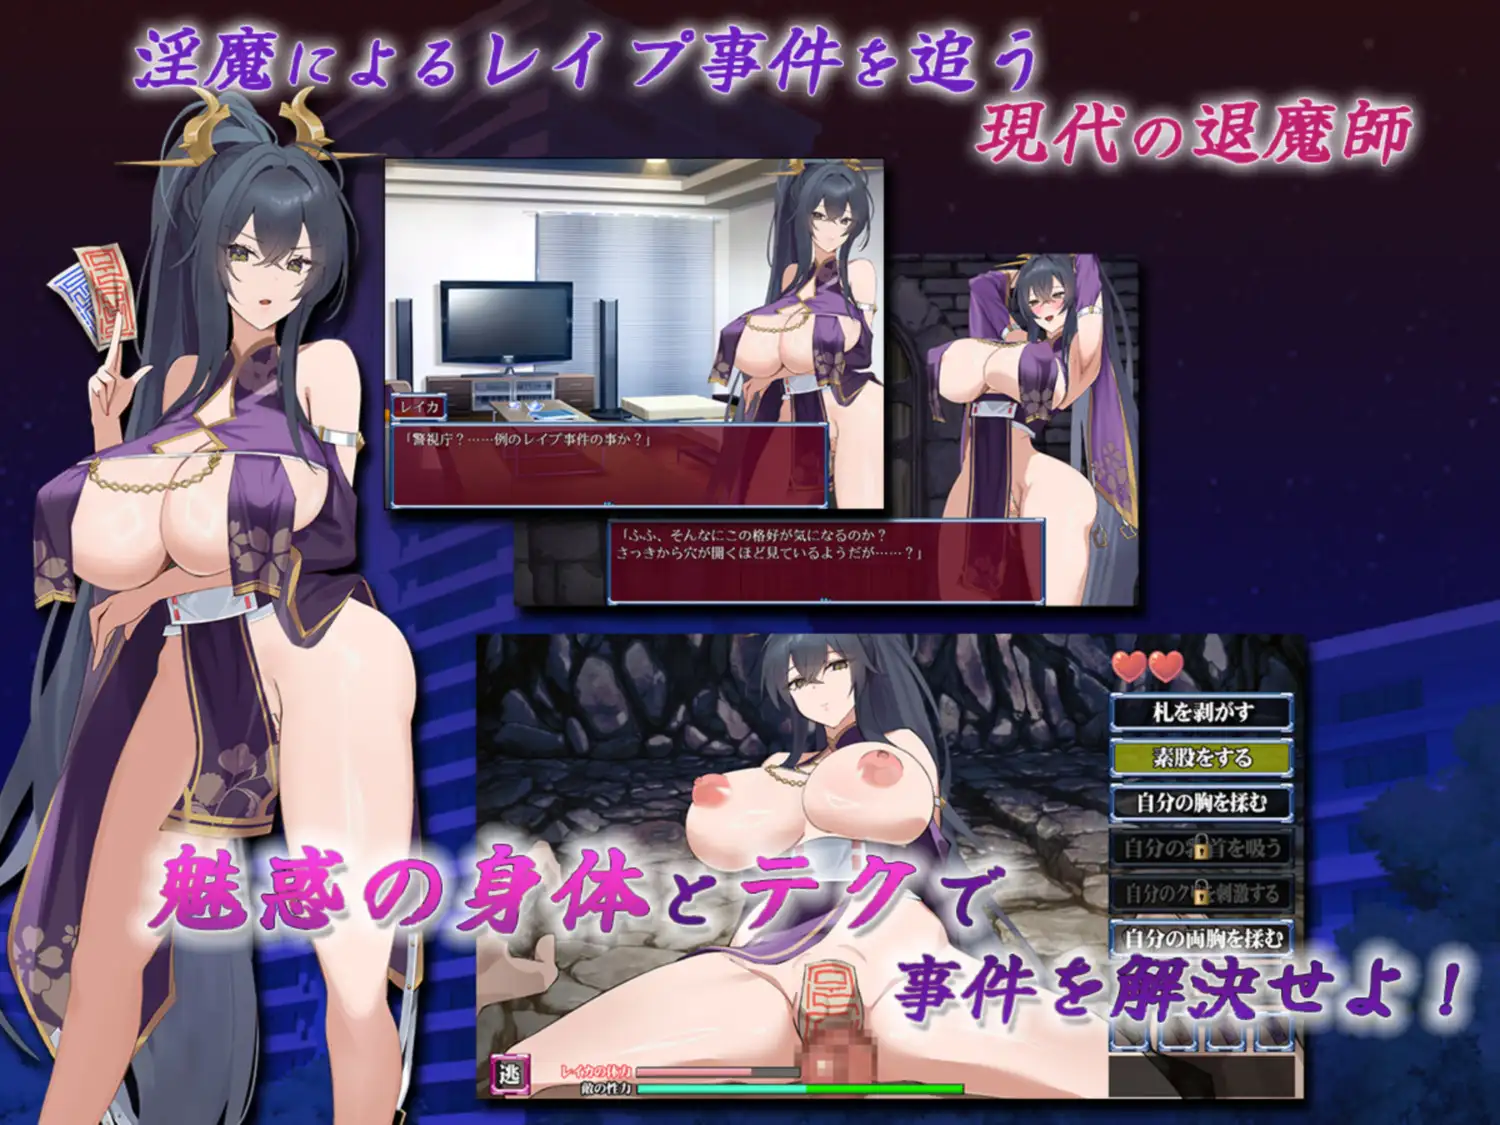 淫魔によるレイプ事件を追う
現代の退魔師
レイカ
「警視庁？……例のレイプ事件の事か？」
「ふふ、そんなにこの格好が気になるのか？
さっきから穴が開くほど見ているようだが……？」
札を剥がす
素股をする
自分の胸を揉む
自分の 首を吸う
自分のク を刺激する
自分の両胸を揉む
魅惑の身体とテクで
事件を解決せよ！
逃
レイカの体力
敵の性力